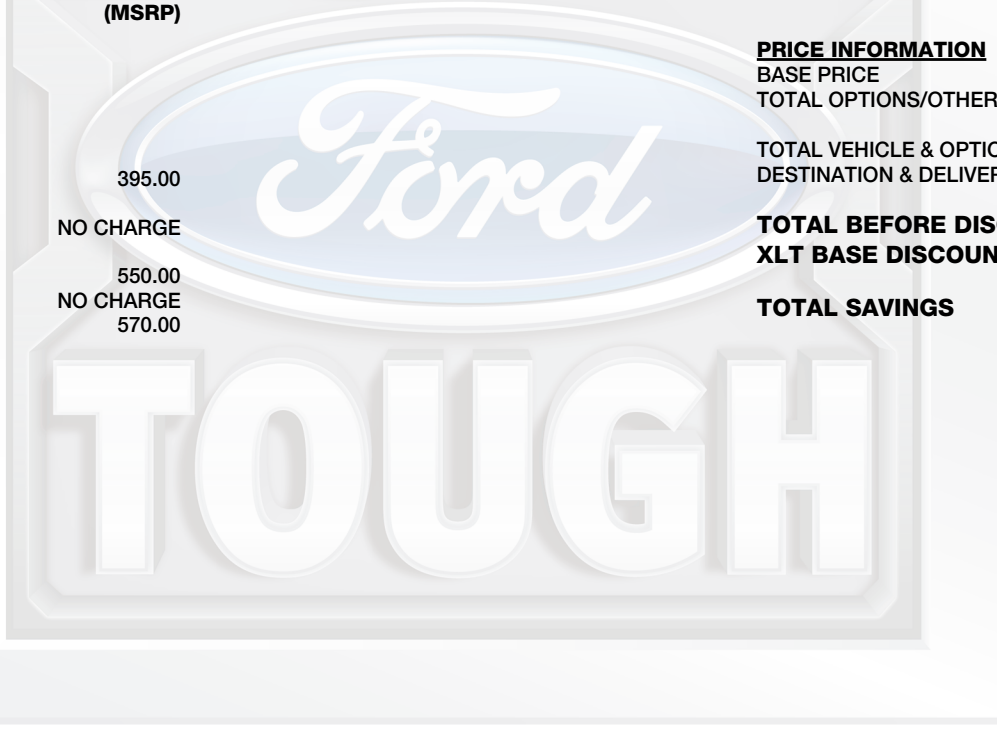 (MSRP)
395.00
NO CHARGE
550.00
NO CHARGE
570.00
PRICE INFORMATION
BASE PRICE
TOTAL OPTIONS/OTHER
TOTAL VEHICLE & OPTIO
DESTINATION & DELIVER
TOTAL BEFORE DIS
XLT BASE DISCOUN
TOTAL SAVINGS
Ford
TOUGH